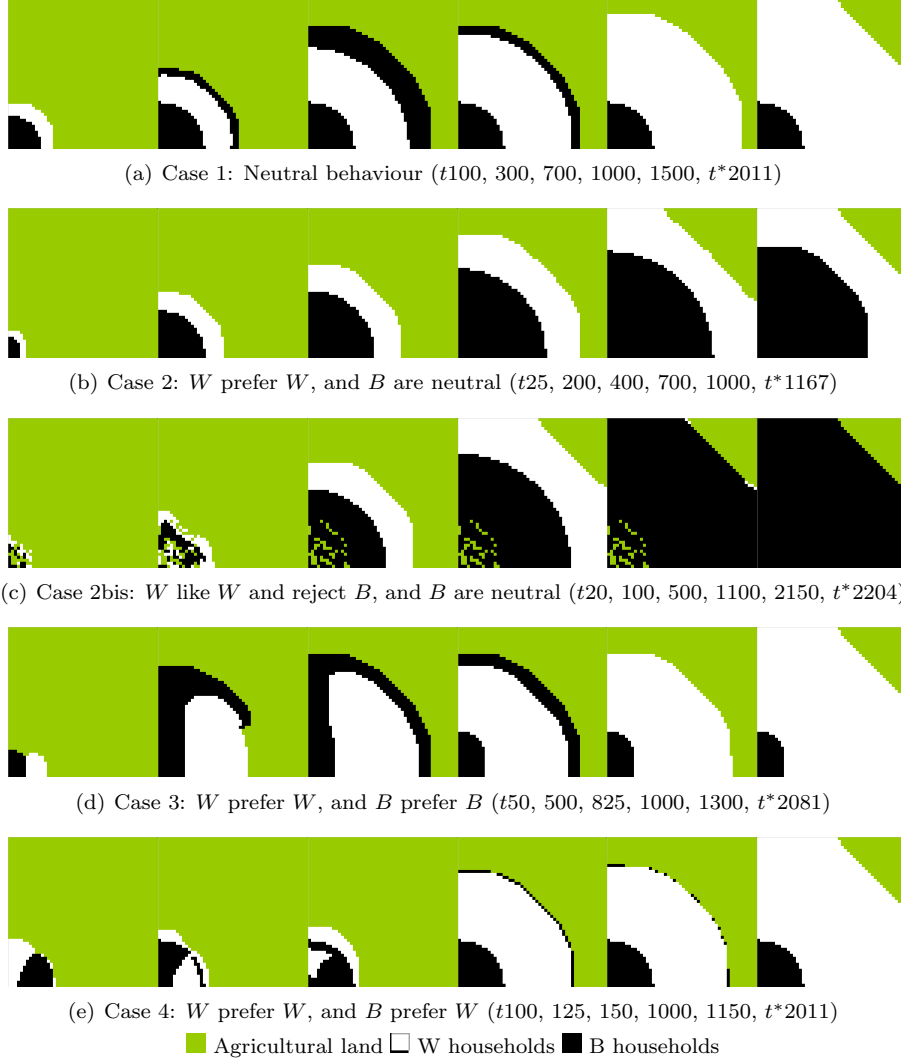 (a) Case 1: Neutral behaviour (t100, 300, 700, 1000, 1500, t*2011)
(b) Case 2: W prefer W, and B are neutral (t25, 200, 400, 700, 1000, t*1167)
(c) Case 2bis: W like W and reject B, and B are neutral (t20, 100, 500, 1100, 2150, t*2204)
(d) Case 3: W prefer W, and B prefer B (t50, 500, 825, 1000, 1300, t*2081)
(e) Case 4: W prefer W, and B prefer W (t100, 125, 150, 1000, 1150, t*2011)
Agricultural land W households B households